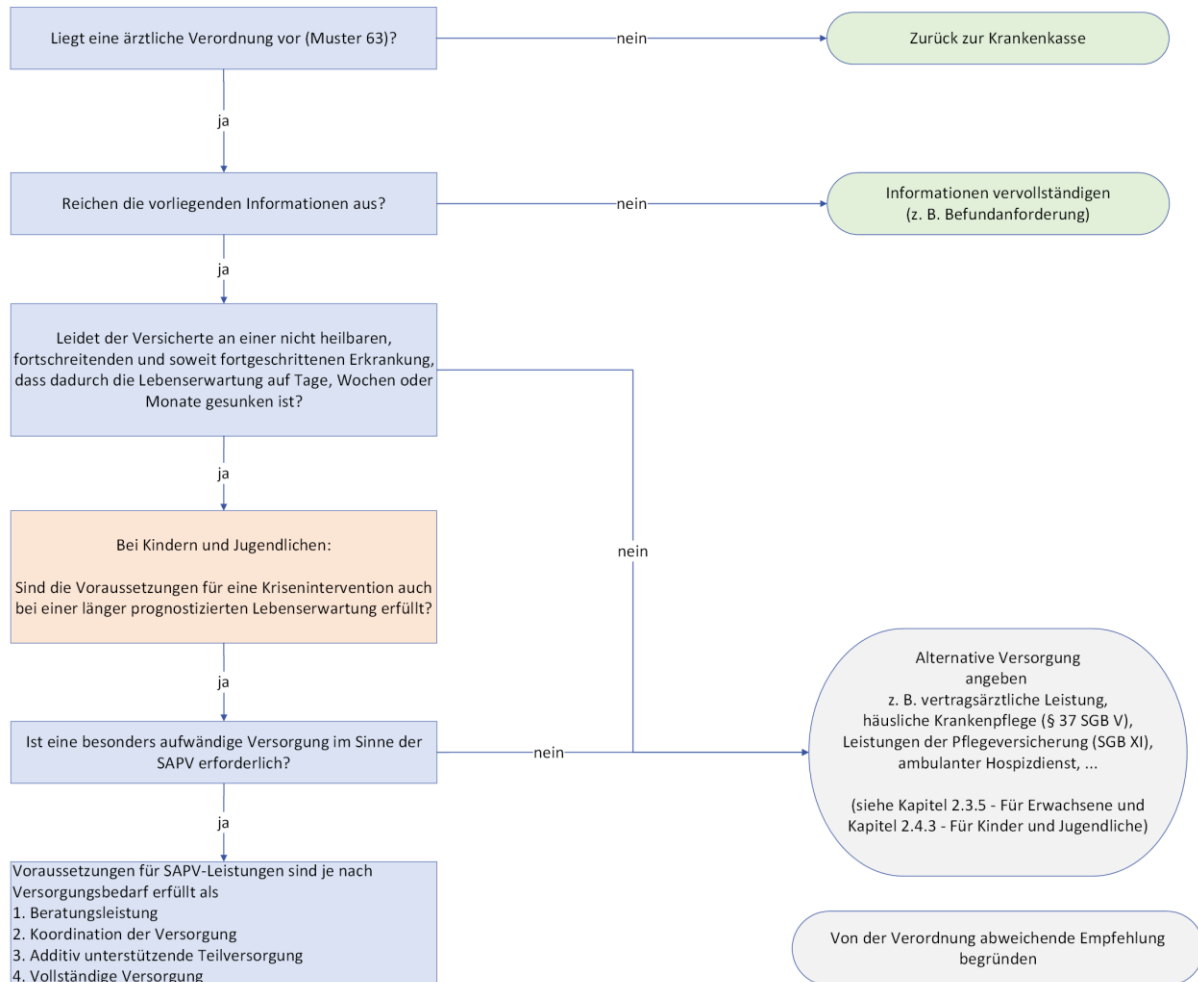 Liegt eine ärztliche Verordnung vor (Muster 63)?
nein
Zurück zur Krankenkasse
ja
Reichen die vorliegenden Informationen aus?
nein
Informationen vervollständigen
(z. B. Befundanforderung)
ja
Leidet der Versicherte an einer nicht heilbaren,
fortschreitenden und soweit fortgeschrittenen Erkrankung,
dass dadurch die Lebenserwartung auf Tage, Wochen oder
Monate gesunken ist?
ja
Bei Kindern und Jugendlichen:
Sind die Voraussetzungen für eine Krisenintervention auch
bei einer länger prognostizierten Lebenserwartung erfüllt?
nein
ja
Ist eine besonders aufwändige Versorgung im Sinne der
SAPV erforderlich?
nein
Alternative Versorgung
angeben
z. B. vertragsärztliche Leistung,
häusliche Krankenpflege (§ 37 SGB V),
Leistungen der Pflegeversicherung (SGB XI),
ambulanter Hospizdienst, ...
(siehe Kapitel 2.3.5 - Für Erwachsene und
Kapitel 2.4.3 - Für Kinder und Jugendliche)
ja
Voraussetzungen für SAPV-Leistungen sind je nach
Versorgungsbedarf erfüllt als
1. Beratungsleistung
2. Koordination der Versorgung
3. Additiv unterstützende Teilversorgung
4. Vollständige Versorgung
Von der Verordnung abweichende Empfehlung
begründen